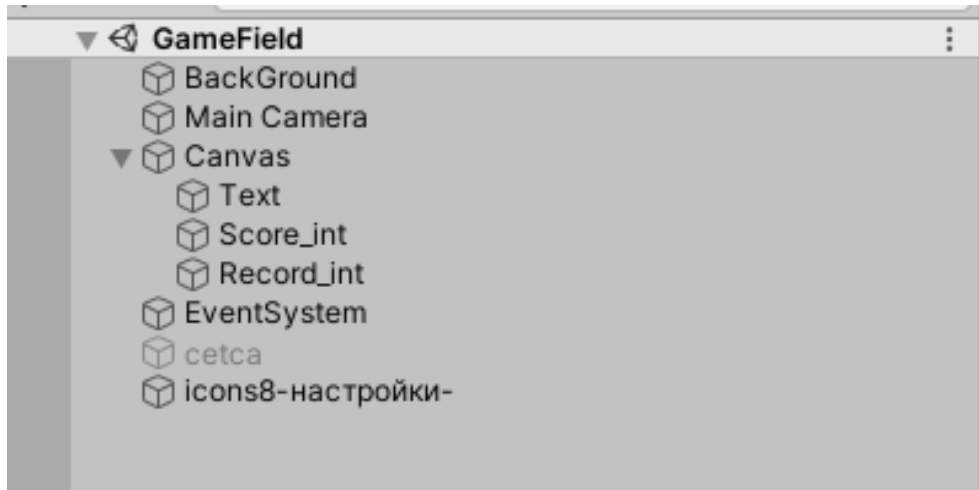 GameField
BackGround
Main Camera
Canvas
Text
Score_int
Record_int
EventSystem
cetca
icons8-настройки-